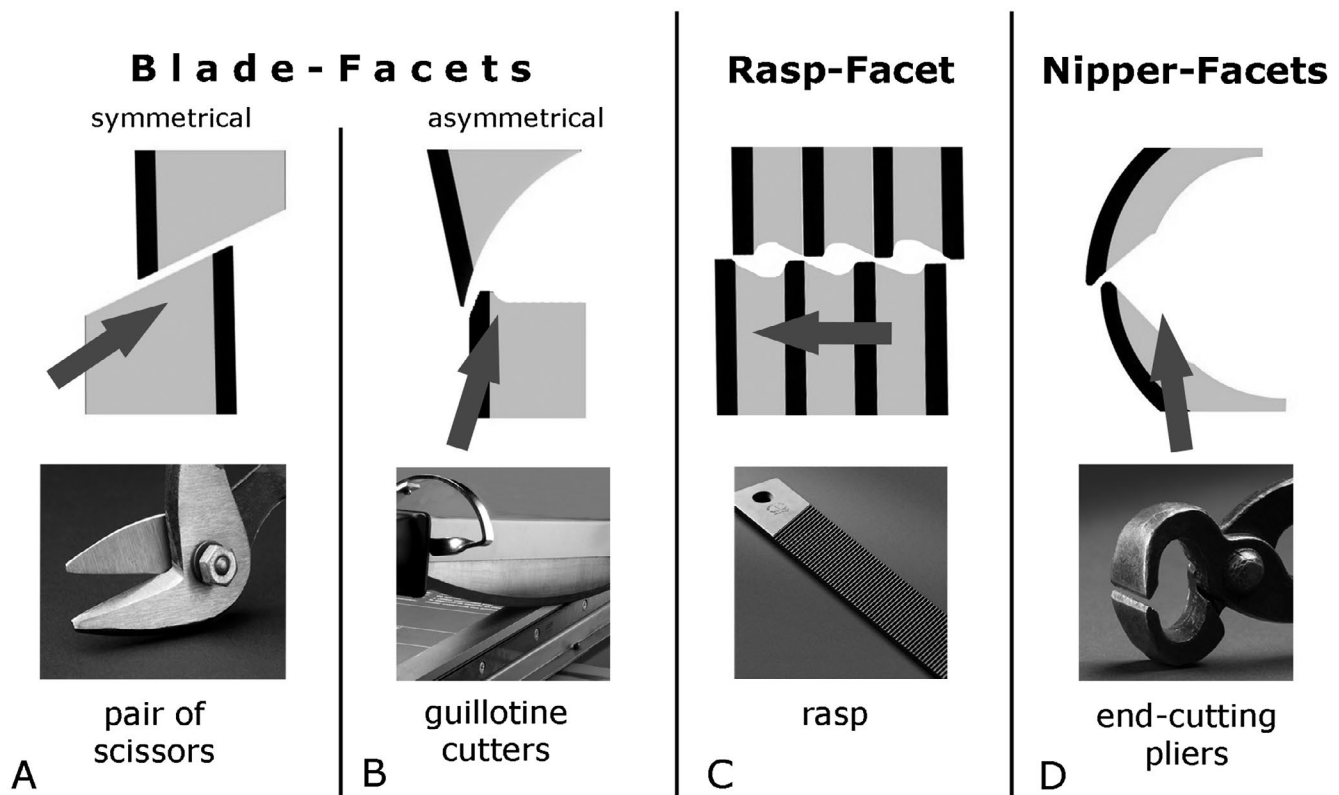 Blade-Facets
symmetrical
asymmetrical
Rasp-Facet
Nipper-Facets
pair of
scissors
guillotine
cutters
rasp
end-cutting
pliers
A
B
C
D